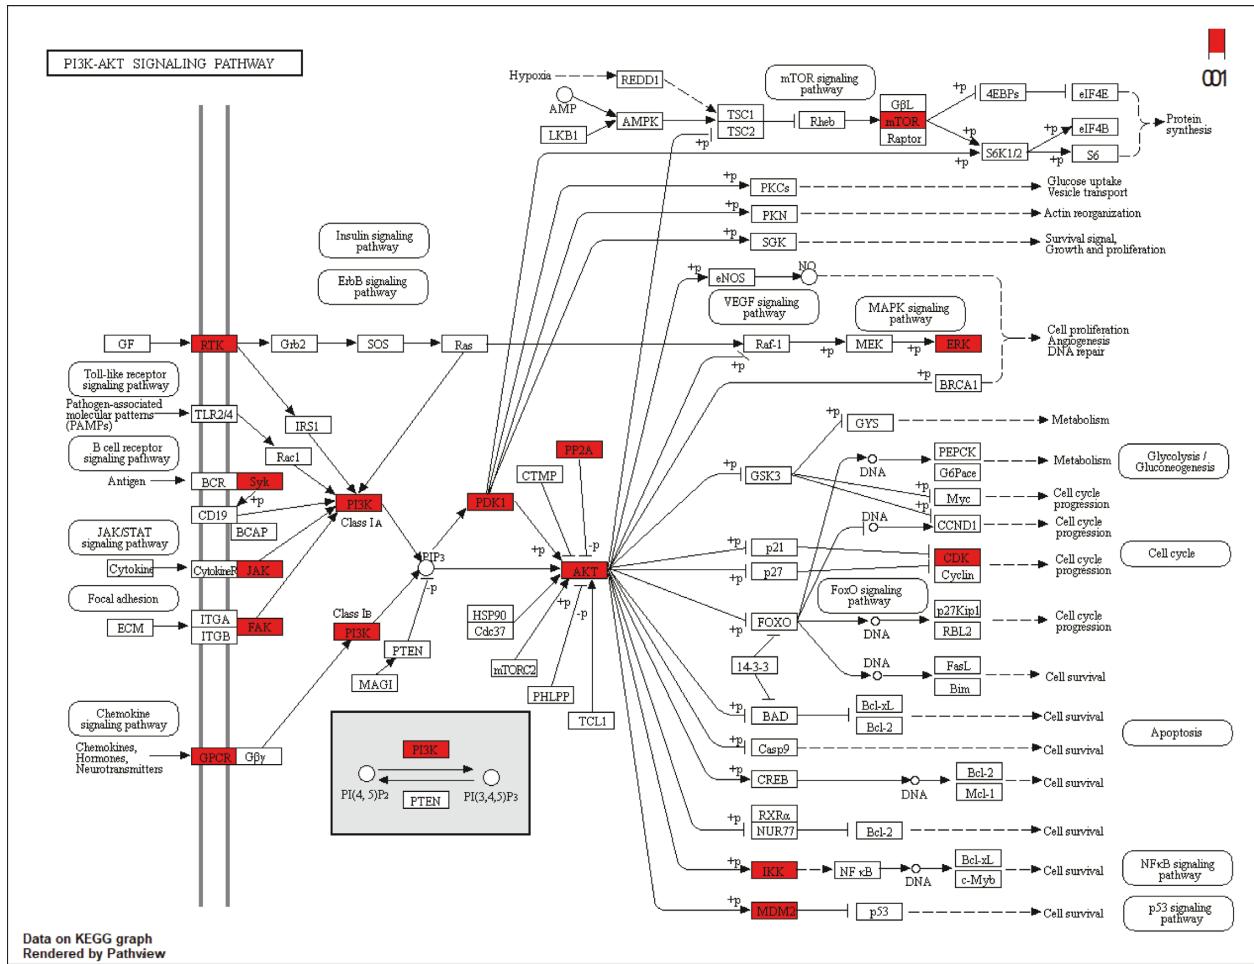 PI3K-AKT SIGNALING PATHWAY
001
Hypoxia
REDD1
mTOR signaling
pathway
AMP
LKB1
AMPK
TSC1
TSC2
+p
Rheb
GβL
mTOR
Raptor
+p
4EBPs
eIF4E
+p
S6K1/2
+p
+p
eIF4B
+p
S6
Protein
synthesis
+p
PKCs
Glucose uptake
Vesicle transport
+p
PKN
Actin reorganization
+p
SGK
Survival signal,
Growth and proliferation
Insulin signaling
pathway
ErbB signaling
pathway
+p
eNOS
NO
VEGF signaling
pathway
MAPK signaling
pathway
GF
RTK
Grb2
SOS
Ras
Raf-1
+p
MEK
+p
ERK
+p
Cell proliferation
Angiogenesis
DNA repair
+p
BRCA1
Toll-like receptor
signaling pathway
Pathogen-associated
molecular patterns
(PAMPs)
TLR2/4
IRS1
Rac1
B cell receptor
signaling pathway
Antigen
BCR
Syk
+p
CD19
BCAP
PI3K
Class IA
PDK1
PP2A
CTMP
+p
-p
AKT
PIP3
-p
+p
-p
JAK/STAT
signaling pathway
Cytokine
CytokineR
JAK
Focal adhesion
ECM
ITGA
ITGB
FAK
Class IB
PI3K
PTEN
MAGI
HSP90
Cdc37
mTORC2
PHLPP
TCL1
Chemokine
signaling pathway
Chemokines,
Hormones,
Neurotransmitters
GPCR
Gβγ
PI3K
PI(4, 5)P2
PI(3,4,5)P3
PTEN
+p
GYS
Metabolism
+p
GSK3
DNA
PEPCK
G6Pace
Metabolism
Glycolysis /
Gluconeogenesis
+p
Myc
Cell cycle
progression
+p
DNA
CCND1
Cell cycle
progression
+p
p21
+p
p27
CDK
Cyclin
Cell cycle
progression
Cell cycle
FoxO signaling
pathway
+p
FOXO
DNA
p27Kip1
RBL2
Cell cycle
progression
14-3-3
DNA
FasL
Bim
Cell survival
+p
BAD
Bcl-xL
Bcl-2
Cell survival
Apoptosis
+p
Casp9
Cell survival
+p
CREB
DNA
Bcl-2
Mcl-1
Cell survival
+p
RXRα
NUR77
Bcl-2
Cell survival
+p
IKK
NFκB
DNA
Bcl-xL
c-Myb
Cell survival
NFκB signaling
pathway
+p
MDM2
p53
Cell survival
p53 signaling
pathway
Data on KEGG graph
Rendered by Pathview